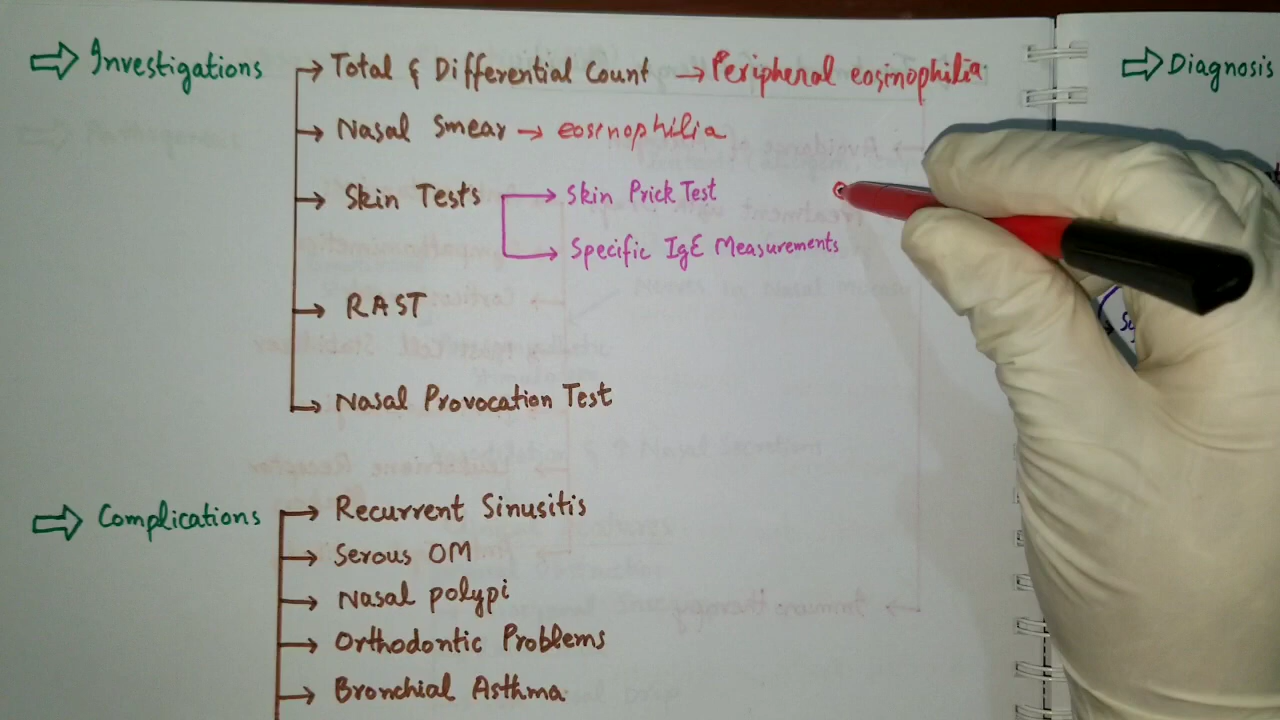 ⇒ Investigations → Total & Differential Count → Peripheral eosinophilia
→ Nasal Smear → eosinophilia
→ Skin Tests → Skin Prick Test
→ Specific IgE Measurements
→ RAST
→ Nasal Provocation Test
⇒ Complications → Recurrent Sinusitis
→ Serous OM
→ Nasal polypi
→ Orthodontic Problems
→ Bronchial Asthma
⇒ Diagnosis